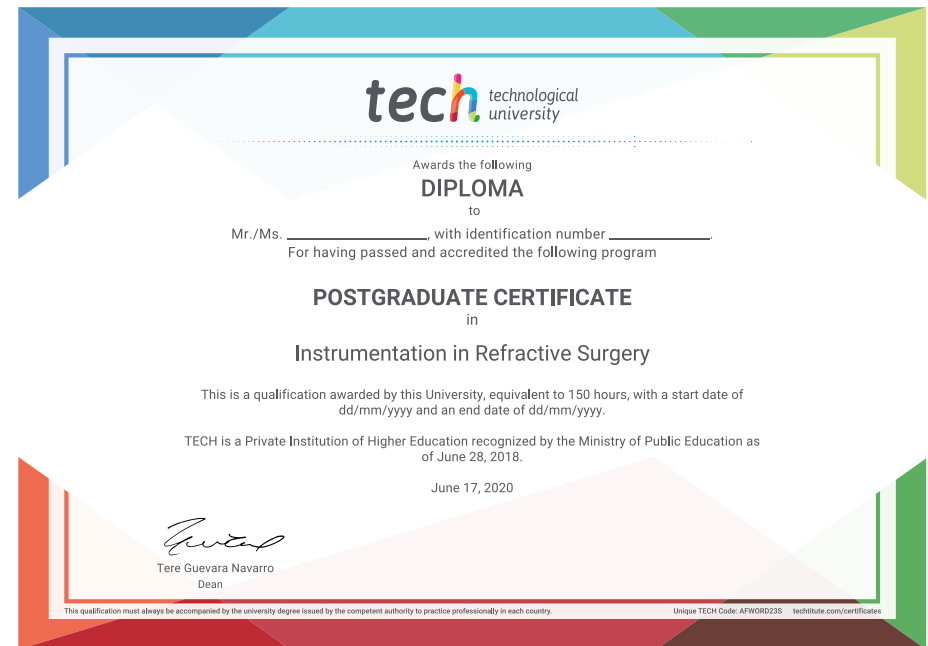 tech technological
university
Awards the following
DIPLOMA
to
Mr./Ms. ________________, with identification number ____________.
For having passed and accredited the following program
POSTGRADUATE CERTIFICATE
in
Instrumentation in Refractive Surgery
This is a qualification awarded by this University, equivalent to 150 hours, with a start date of
dd/mm/yyyy and an end date of dd/mm/yyyy.
TECH is a Private Institution of Higher Education recognized by the Ministry of Public Education as
of June 28, 2018.
June 17, 2020
Tere Guevara Navarro
Dean
This qualification must always be accompanied by the university degree issued by the competent authority to practice professionally in each country.
Unique TECH Code: AFWORD23S techtitute.com/certificates